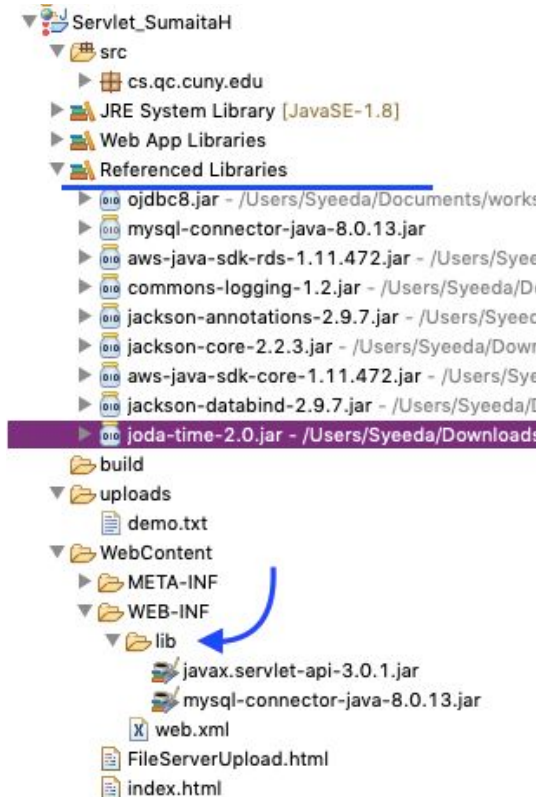 Servlet_SumaitaH
src
cs.qc.cuny.edu
JRE System Library [JavaSE-1.8]
Web App Libraries
Referenced Libraries
ojdbc8.jar - /Users/Syeeda/Documents/works
mysql-connector-java-8.0.13.jar
aws-java-sdk-rds-1.11.472.jar - /Users/Syee
commons-logging-1.2.jar - /Users/Syeeda/Do
jackson-annotations-2.9.7.jar - /Users/Syeed
jackson-core-2.2.3.jar - /Users/Syeeda/Down
aws-java-sdk-core-1.11.472.jar - /Users/Sye
jackson-databind-2.9.7.jar - /Users/Syeeda/D
joda-time-2.0.jar - /Users/Syeeda/Downloads
build
uploads
demo.txt
WebContent
META-INF
WEB-INF
lib
javax.servlet-api-3.0.1.jar
mysql-connector-java-8.0.13.jar
web.xml
FileServerUpload.html
index.html